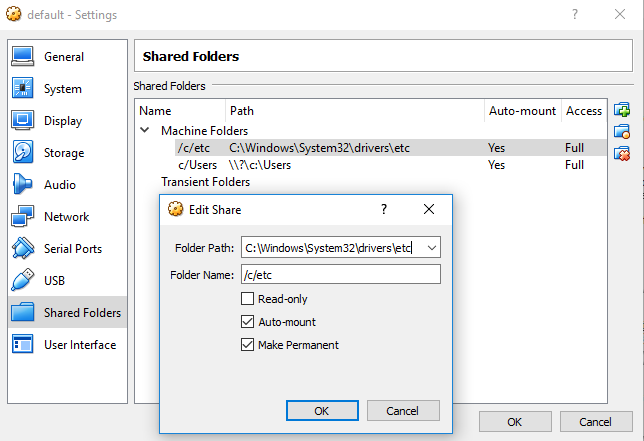 default - Settings
General
System
Display
Storage
Audio
Network
Serial Ports
USB
Shared Folders
User Interface
Shared Folders
Shared Folders
Name Path Auto-mount Access
Machine Folders
/c/etc C:\Windows\System32\drivers\etc Yes Full
c/Users \\?\c:\Users Yes Full
Transient Folders
Edit Share
Folder Path: C:\Windows\System32\drivers\etc
Folder Name: /c/etc
Read-only
Auto-mount
Make Permanent
OK Cancel
OK Cancel